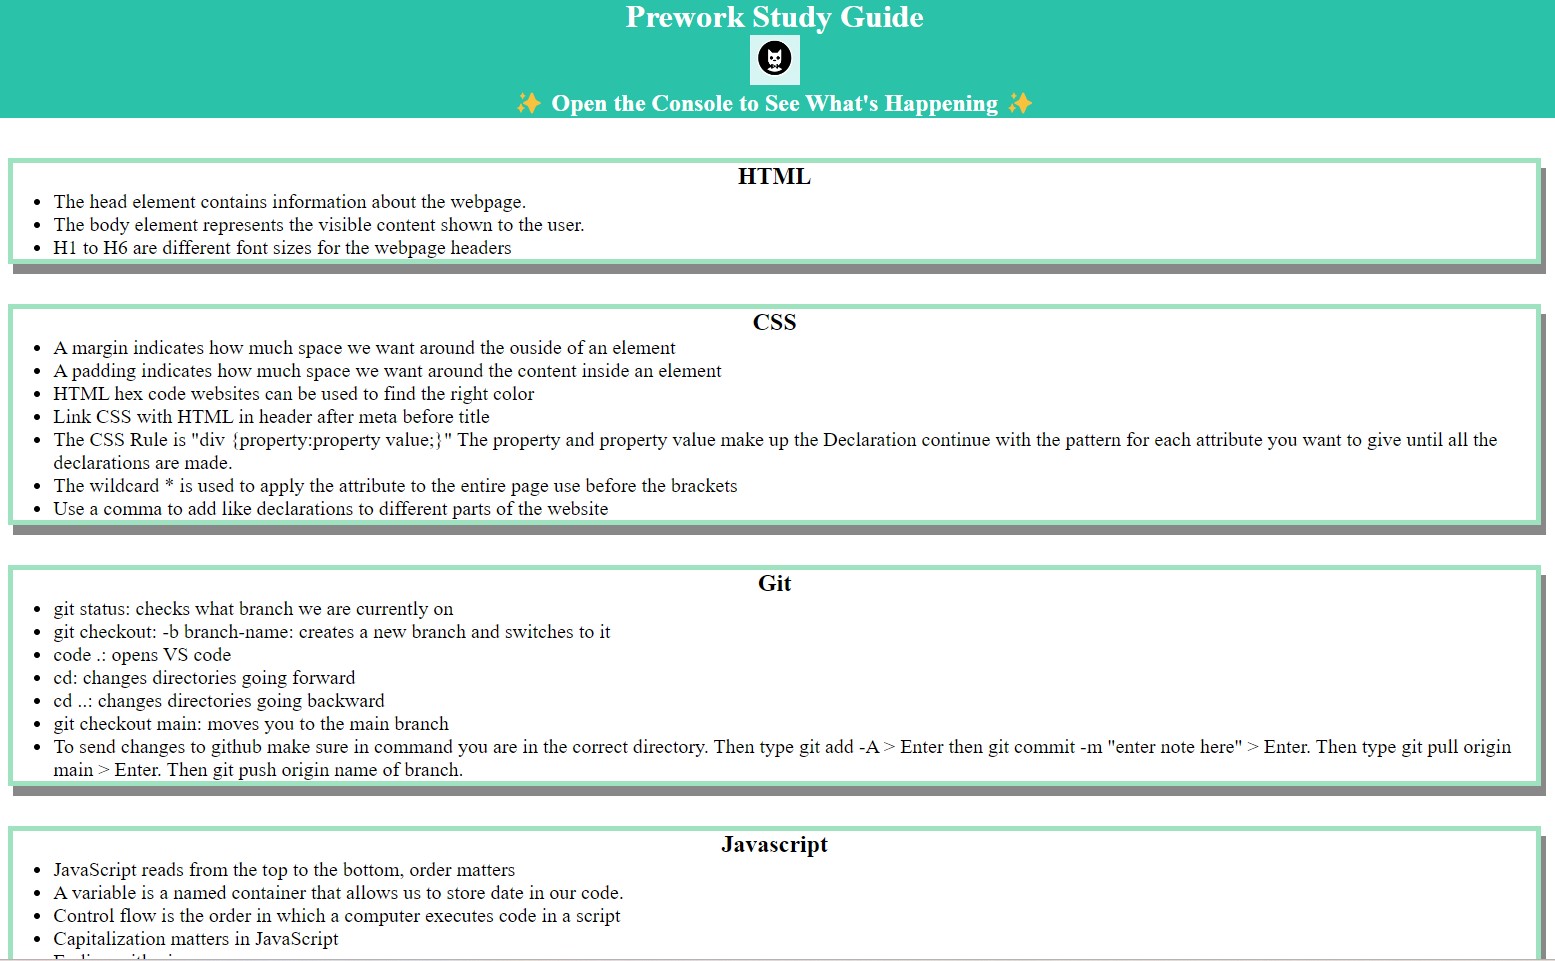 Prework Study Guide
✨ Open the Console to See What's Happening ✨
HTML
• The head element contains information about the webpage.
• The body element represents the visible content shown to the user.
• H1 to H6 are different font sizes for the webpage headers
CSS
• A margin indicates how much space we want around the ouside of an element
• A padding indicates how much space we want around the content inside an element
• HTML hex code websites can be used to find the right color
• Link CSS with HTML in header after meta before title
• The CSS Rule is "div {property:property value;}" The property and property value make up the Declaration continue with the pattern for each attribute you want to give until all the
declarations are made.
• The wildcard * is used to apply the attribute to the entire page use before the brackets
• Use a comma to add like declarations to different parts of the website
Git
• git status: checks what branch we are currently on
• git checkout: -b branch-name: creates a new branch and switches to it
• code .: opens VS code
• cd: changes directories going forward
• cd ..: changes directories going backward
• git checkout main: moves you to the main branch
• To send changes to github make sure in command you are in the correct directory. Then type git add -A > Enter then git commit -m "enter note here" > Enter. Then type git pull origin
main > Enter. Then git push origin name of branch.
Javascript
• JavaScript reads from the top to the bottom, order matters
• A variable is a named container that allows us to store date in our code.
• Control flow is the order in which a computer executes code in a script
• Capitalization matters in JavaScript